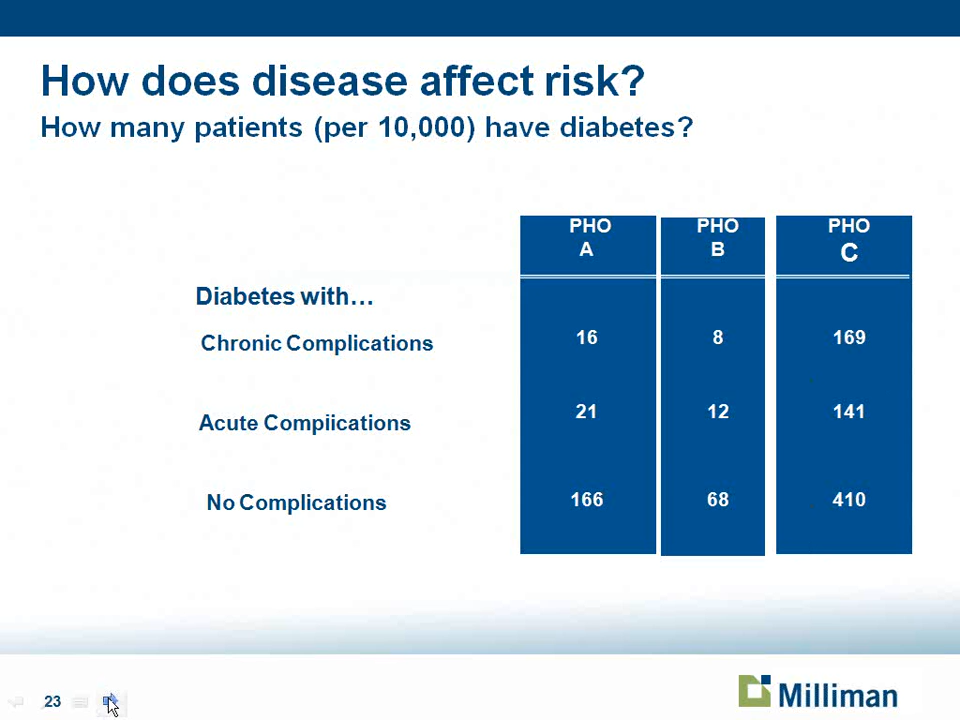 How does disease affect risk?
How many patients (per 10,000) have diabetes?
PHO PHO PHO
A B C
Diabetes with…
Chronic Complications 16 8 169
Acute Compiications 21 12 141
No Complications 166 68 410
23
Milliman